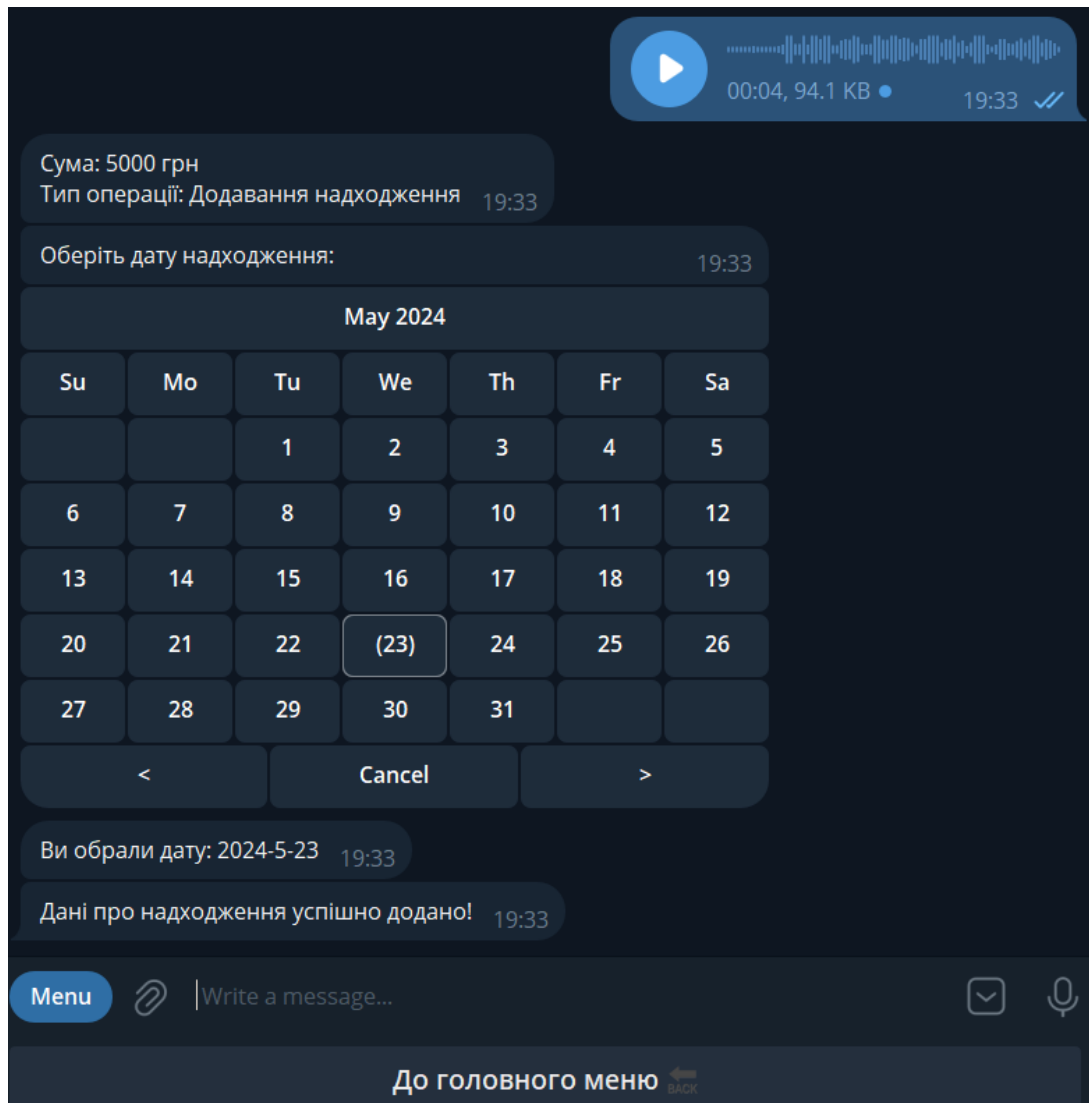 00:04, 94.1 KB
19:33
Сума: 5000 грн
Тип операції: Додавання надходження 19:33
Оберіть дату надходження: 19:33
May 2024
Su Mo Tu We Th Fr Sa
1 2 3 4 5
6 7 8 9 10 11 12
13 14 15 16 17 18 19
20 21 22 (23) 24 25 26
27 28 29 30 31
< Cancel >
Ви обрали дату: 2024-5-23 19:33
Дані про надходження успішно додано! 19:33
Menu Write a message...
До головного меню BACK